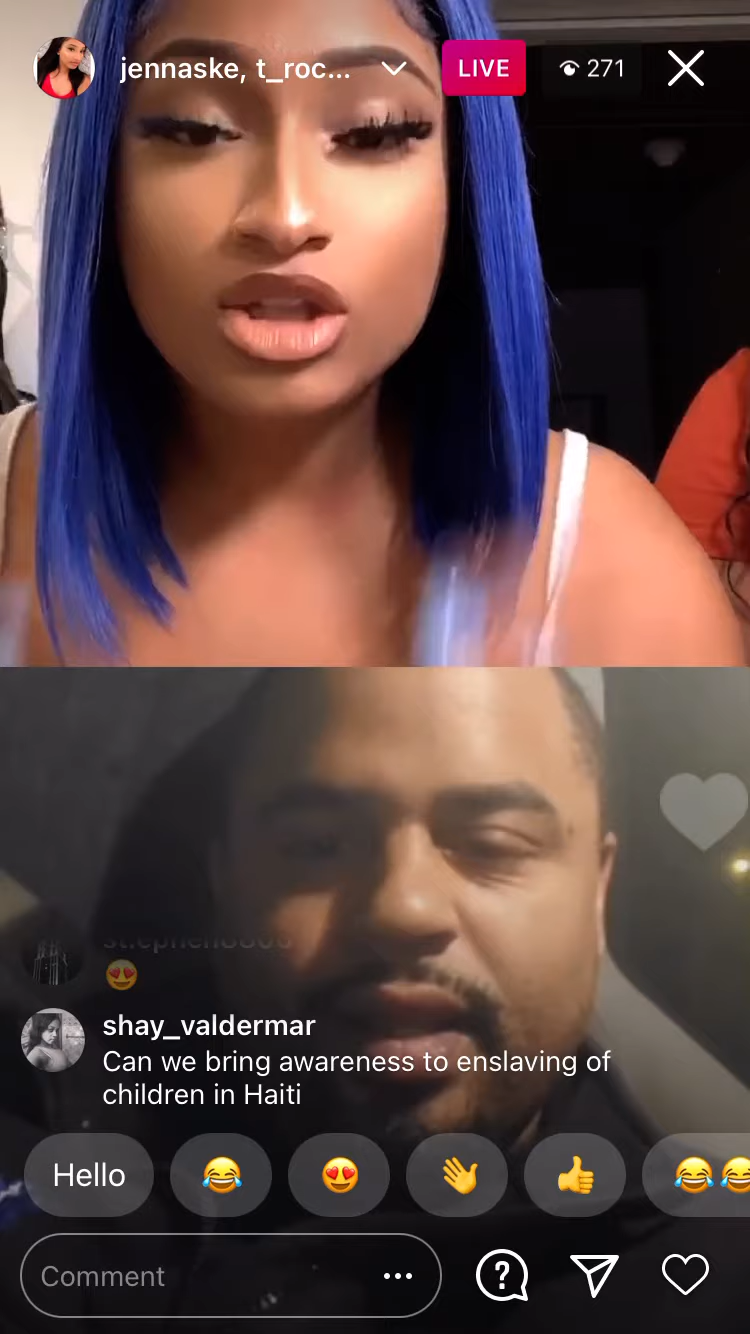 jennaske, t_roc...
LIVE
271
shay_valdermar
Can we bring awareness to enslaving of
children in Haiti
Hello
Comment